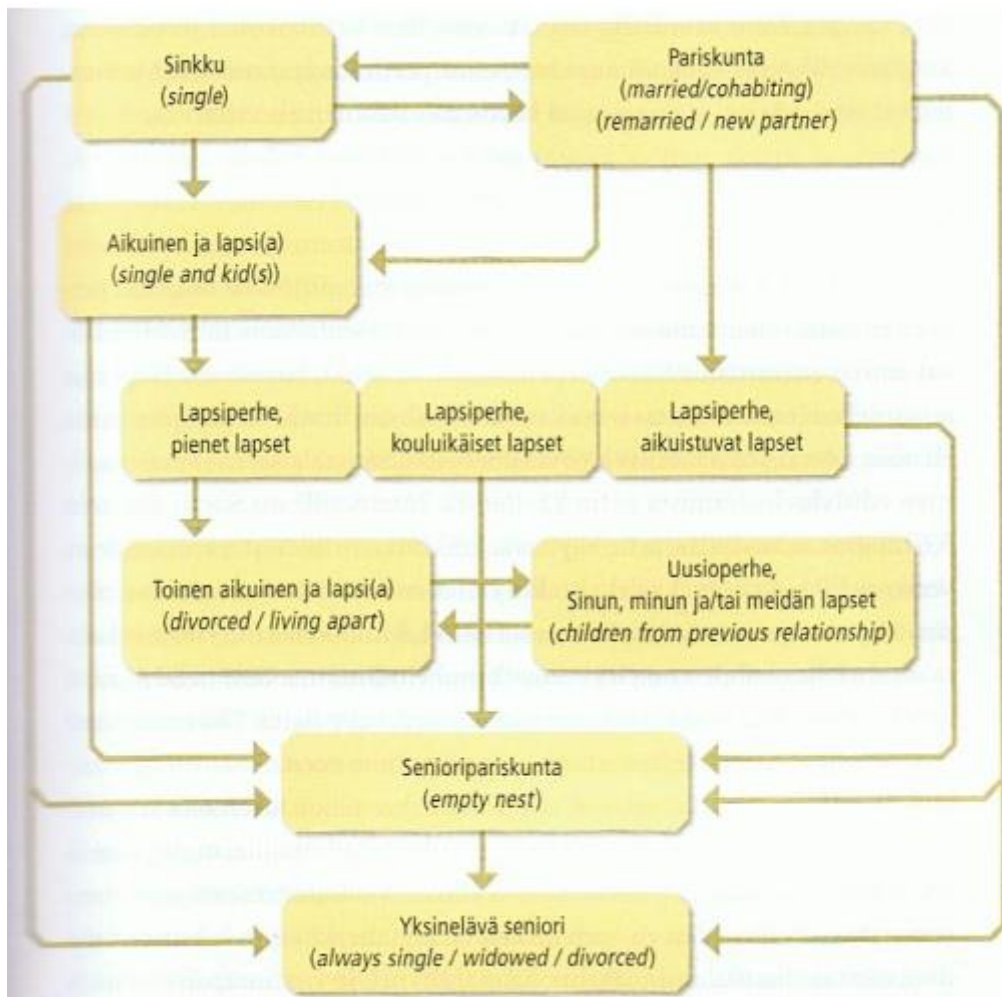 Sinkku
(single)
Pariskunta
(married/cohabiting)
(remarried / new partner)
Aikuinen ja lapsi(a)
(single and kid(s))
Lapsiperhe,
pienet lapset
Lapsiperhe,
kouluikäiset lapset
Lapsiperhe,
aikuistuvat lapset
Toinen aikuinen ja lapsi(a)
(divorced / living apart)
Uusioperhe,
Sinun, minun ja/tai meidän lapset
(children from previous relationship)
Senioripariskunta
(empty nest)
Yksinelävä seniori
(always single / widowed / divorced)